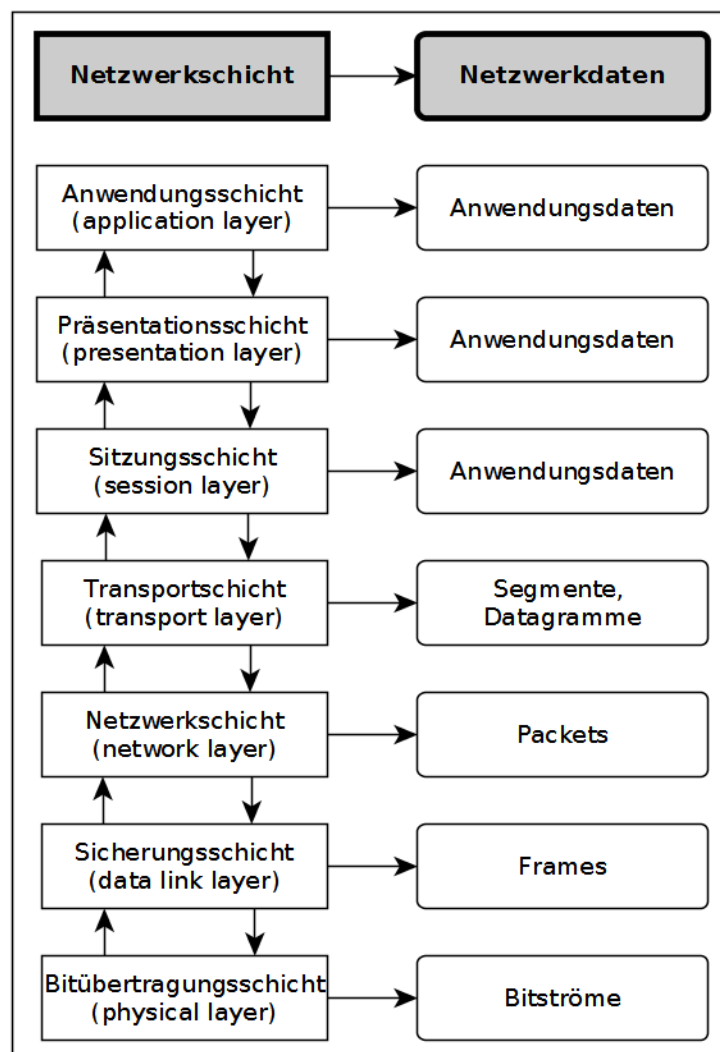 Netzwerkschicht
Netzwerkdaten
Anwendungsschicht
(application layer)
Anwendungsdaten
Präsentationsschicht
(presentation layer)
Anwendungsdaten
Sitzungsschicht
(session layer)
Anwendungsdaten
Transportschicht
(transport layer)
Segmente,
Datagramme
Netzwerkschicht
(network layer)
Packets
Sicherungsschicht
(data link layer)
Frames
Bitübertragungsschicht
(physical layer)
Bitströme